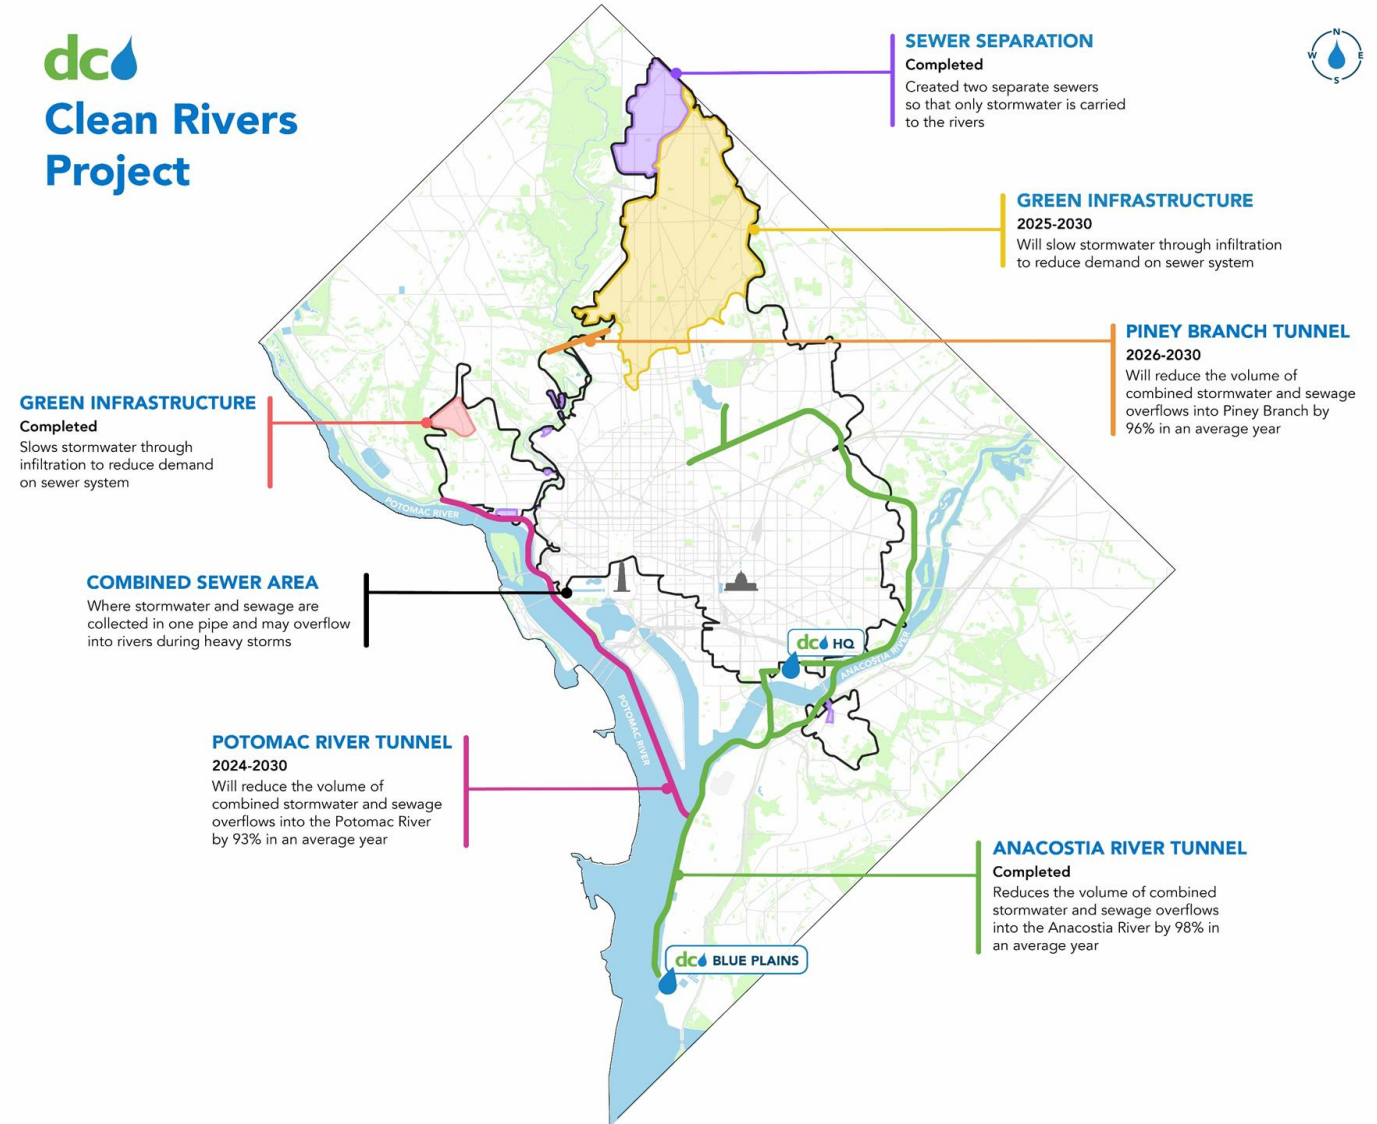 dc
Clean Rivers
Project
SEWER SEPARATION
Completed
Created two separate sewers
so that only stormwater is carried
to the rivers
N
W
E
S
GREEN INFRASTRUCTURE
2025-2030
Will slow stormwater through infiltration
to reduce demand on sewer system
PINEY BRANCH TUNNEL
2026-2030
Will reduce the volume of
combined stormwater and sewage
overflows into Piney Branch by
96% in an average year
GREEN INFRASTRUCTURE
Completed
Slows stormwater through
infiltration to reduce demand
on sewer system
POTOMAC RIVER
COMBINED SEWER AREA
Where stormwater and sewage are
collected in one pipe and may overflow
into rivers during heavy storms
dc HQ
ANACOSTIA RIVER
POTOMAC RIVER
POTOMAC RIVER TUNNEL
2024-2030
Will reduce the volume of
combined stormwater and sewage
overflows into the Potomac River
by 93% in an average year
ANACOSTIA RIVER TUNNEL
Completed
Reduces the volume of combined
stormwater and sewage overflows
into the Anacostia River by 98% in
an average year
dc BLUE PLAINS